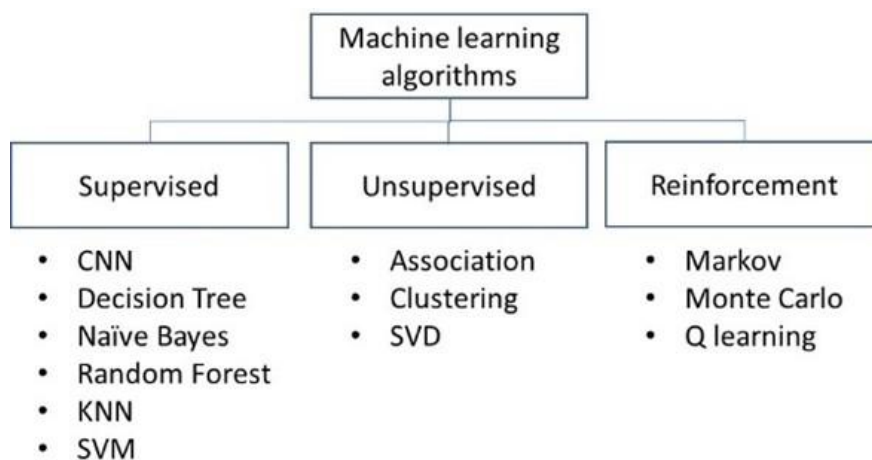 Machine learning
algorithms
Supervised
Unsupervised
Reinforcement
• CNN
• Decision Tree
• Naïve Bayes
• Random Forest
• KNN
• SVM
• Association
• Clustering
• SVD
• Markov
• Monte Carlo
• Q learning